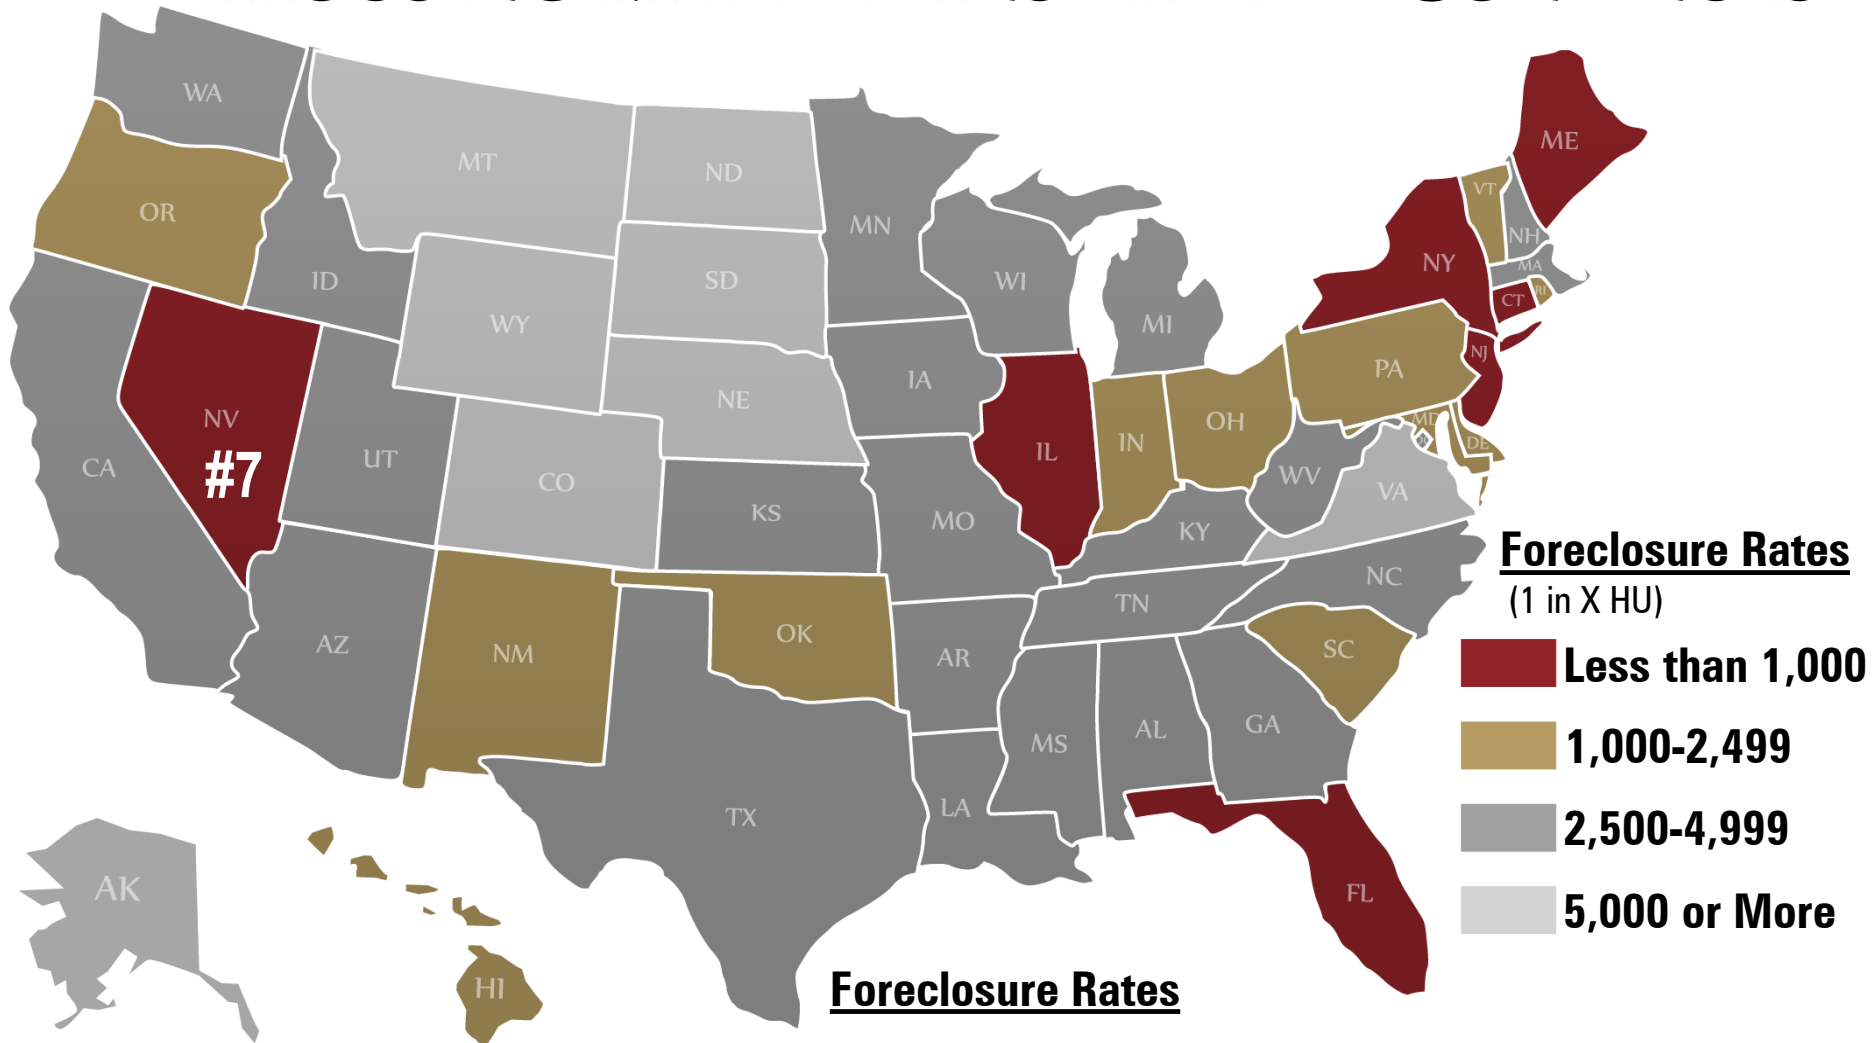 WA
MT
ND
ME
OR
MN
VT
ID
SD
WI
NY
NH
MA
WY
MI
CT
RI
NE
IA
PA
NJ
NV
#7
CA
UT
CO
KS
MO
IL
IN
OH
WV
KY
VA
MD
DE
DC
AZ
NM
OK
AR
TN
NC
SC
TX
LA
MS
AL
GA
FL
AK
HI
Foreclosure Rates
(1 in X HU)
Less than 1,000
1,000-2,499
2,500-4,999
5,000 or More
Foreclosure Rates